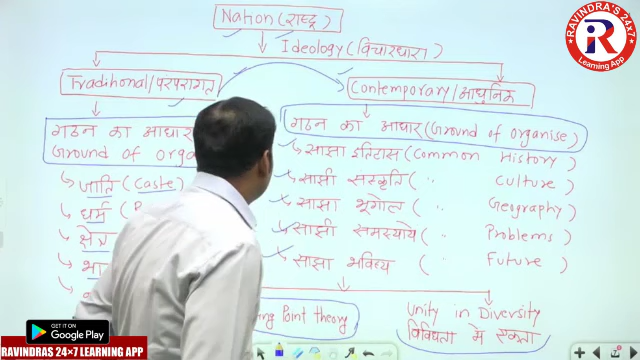 Nation (राष्ट्र)
Ideology (विचारधारा)
Traditional/परंपरागत
Contemporary/आधुनिक
गठन का आधार
Ground of
गठन का आधार (Ground of organise)
जाति (Caste)
धर्म (
क्षेत्र
साझा इतिहास (Common History)
साझी संस्कृति ( " Culture)
साझा भूगोल ( " Geography)
साझी समस्यायें ( " Problems)
साझा भविष्य ( " Future)
Point theory
Unity in Diversity
विविधता में एकता
RAVINDRA'S 24x7
Learning App
GET IT ON
Google Play
RAVINDRAS 24×7 LEARNING APP